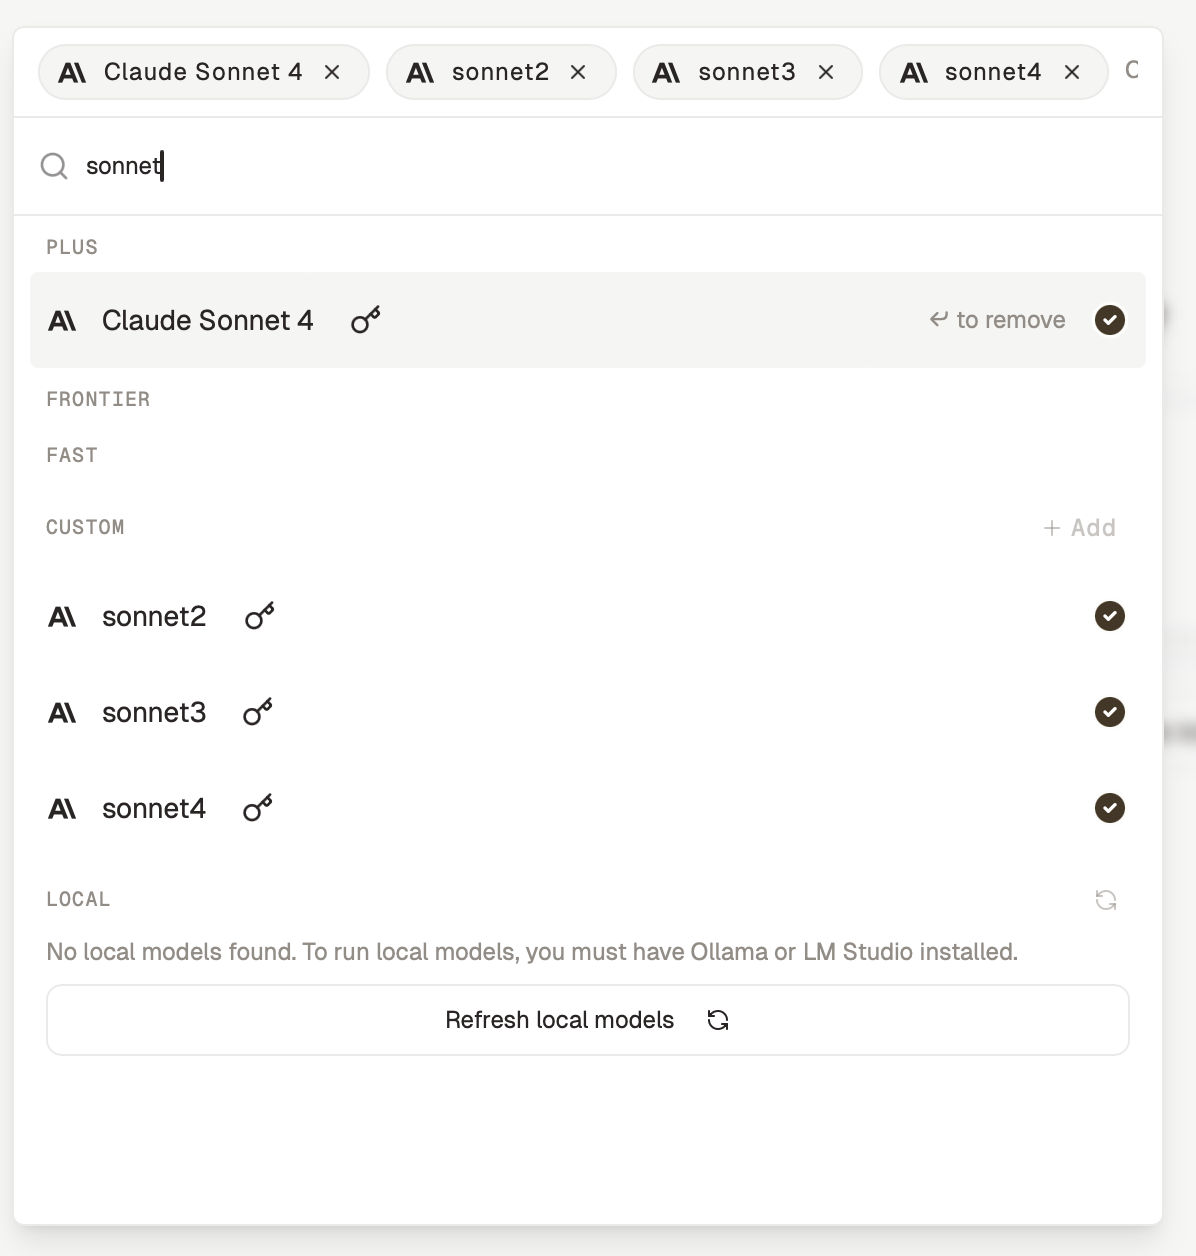 Claude Sonnet 4 sonnet2 sonnet3 sonnet4
sonnet
PLUS
Claude Sonnet 4 to remove
FRONTIER
FAST
CUSTOM + Add
sonnet2
sonnet3
sonnet4
LOCAL
No local models found. To run local models, you must have Ollama or LM Studio installed.
Refresh local models